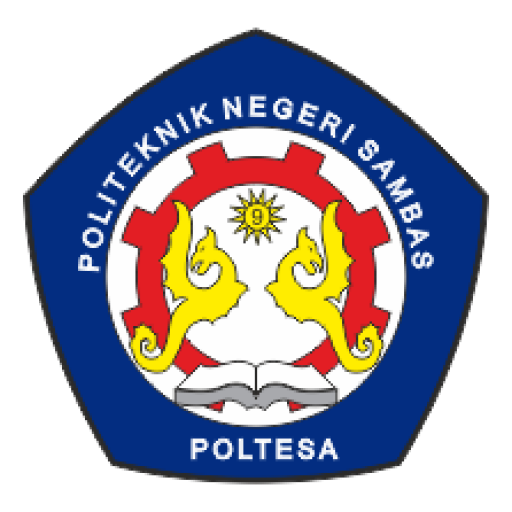 POLITEKNIK NEGERI SAMBAS
9
POLTESA